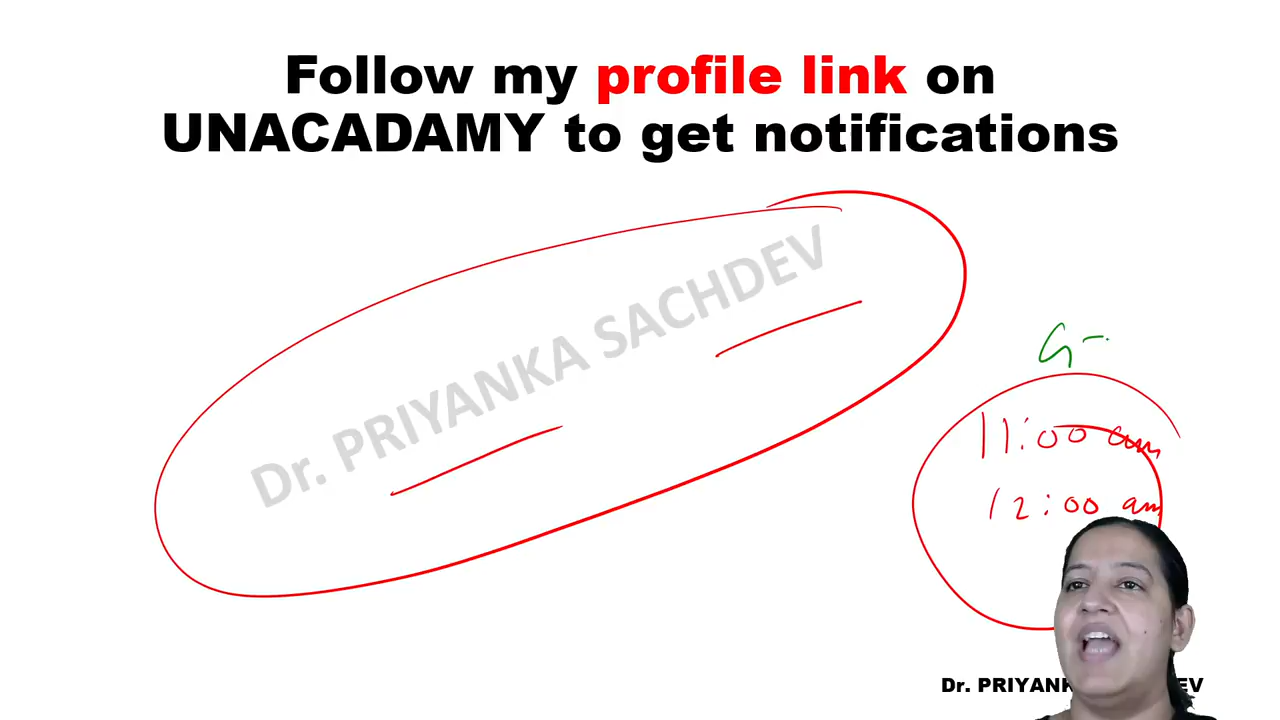 Follow my profile link on
UNACADAMY to get notifications
Dr. PRIYANKA SACHDEV
11:00 am
12:00 am
Dr.